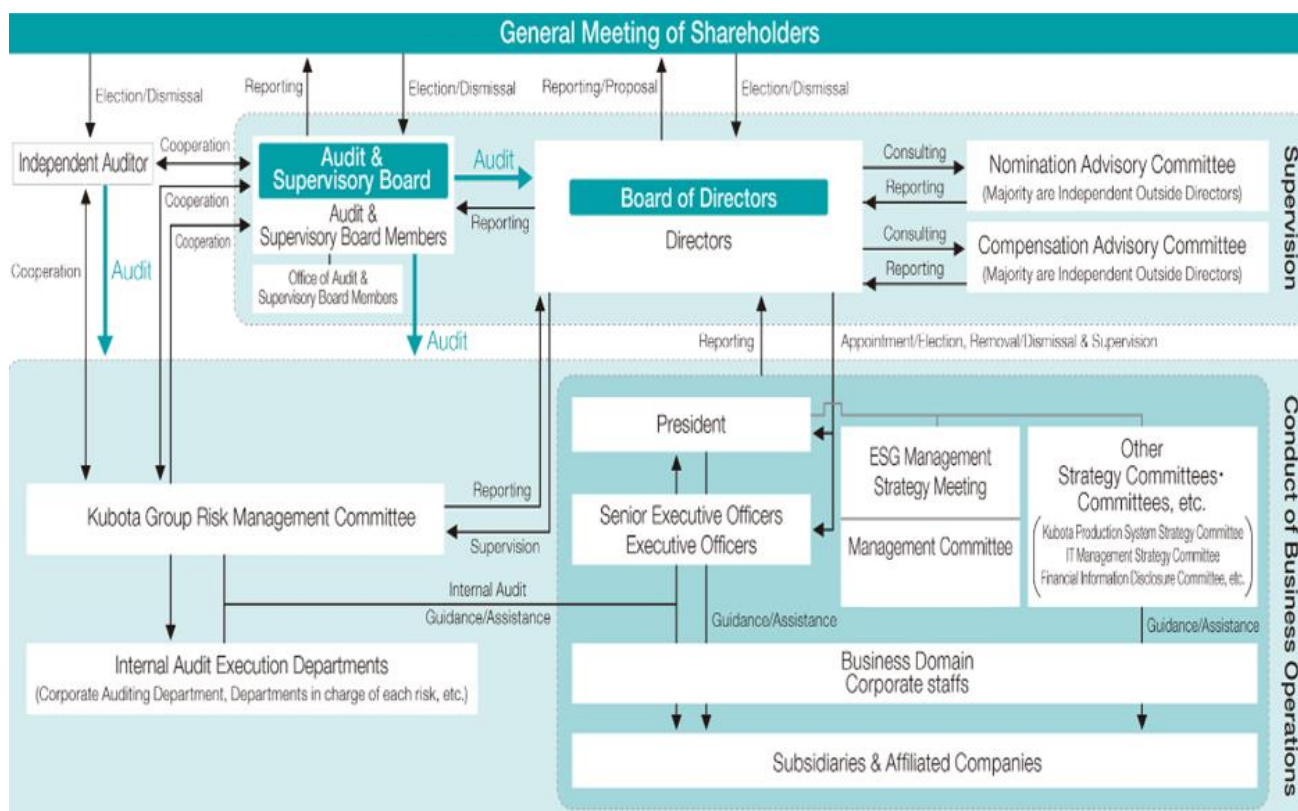 General Meeting of Shareholders
Election/Dismissal
Reporting
Election/Dismissal
Reporting/Proposal
Election/Dismissal
Independent Auditor
Cooperation
Cooperation
Cooperation
Cooperation
Audit
Audit &
Supervisory Board
Audit &
Supervisory Board Members
Office of Audit &
Supervisory Board Members
Audit
Reporting
Audit
Board of Directors
Directors
Consulting
Reporting
Nomination Advisory Committee
(Majority are Independent Outside Directors)
Consulting
Reporting
Compensation Advisory Committee
(Majority are Independent Outside Directors)
Supervision
Reporting
Appointment/Election, Removal/Dismissal & Supervision
Kubota Group Risk Management Committee
Reporting
Supervision
Internal Audit
Guidance/Assistance
Internal Audit Execution Departments
(Corporate Auditing Department, Departments in charge of each risk, etc.)
President
Senior Executive Officers
Executive Officers
ESG Management
Strategy Meeting
Management Committee
Other
Strategy Committees・
Committees, etc.
(Kubota Production System Strategy Committee
IT Management Strategy Committee
Financial Information Disclosure Committee, etc.)
Guidance/Assistance
Guidance/Assistance
Business Domain
Corporate staffs
Subsidiaries & Affiliated Companies
Conduct of Business Operations